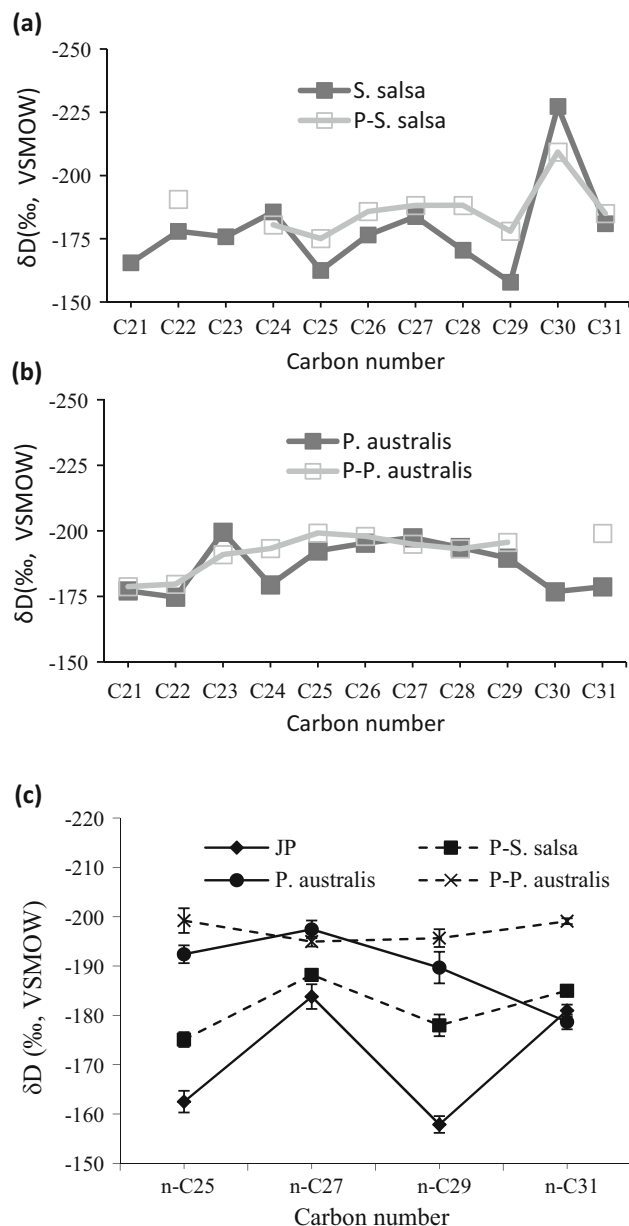 (a)
-250
-225
-200
-175
-150
δD(‰, VSMOW)
S. salsa
P-S. salsa
C21 C22 C23 C24 C25 C26 C27 C28 C29 C30 C31
Carbon number
(b)
-250
-225
-200
-175
-150
δD(‰, VSMOW)
P. australis
P-P. australis
C21 C22 C23 C24 C25 C26 C27 C28 C29 C30 C31
Carbon number
(c)
-220
-210
-200
-190
-180
-170
-160
-150
δD (‰, VSMOW)
JP P-S. salsa
P. australis P-P. australis
n-C25 n-C27 n-C29 n-C31
Carbon number